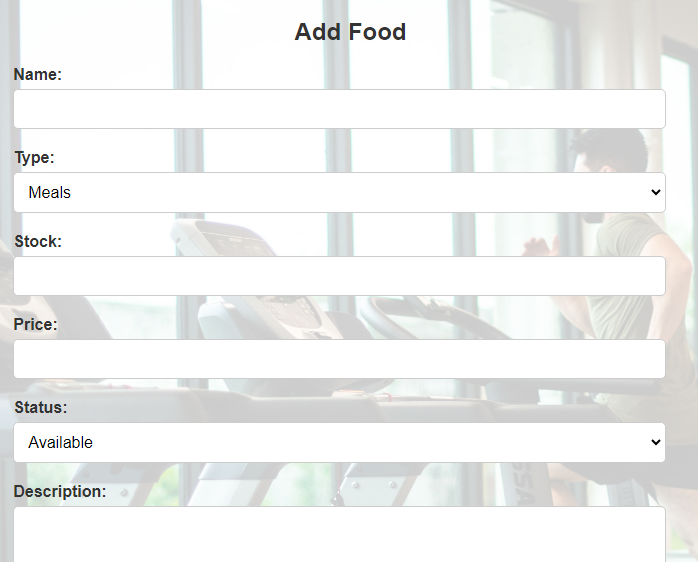 Add Food
Name:
Type:
Meals
Stock:
Price:
Status:
Available
Description: